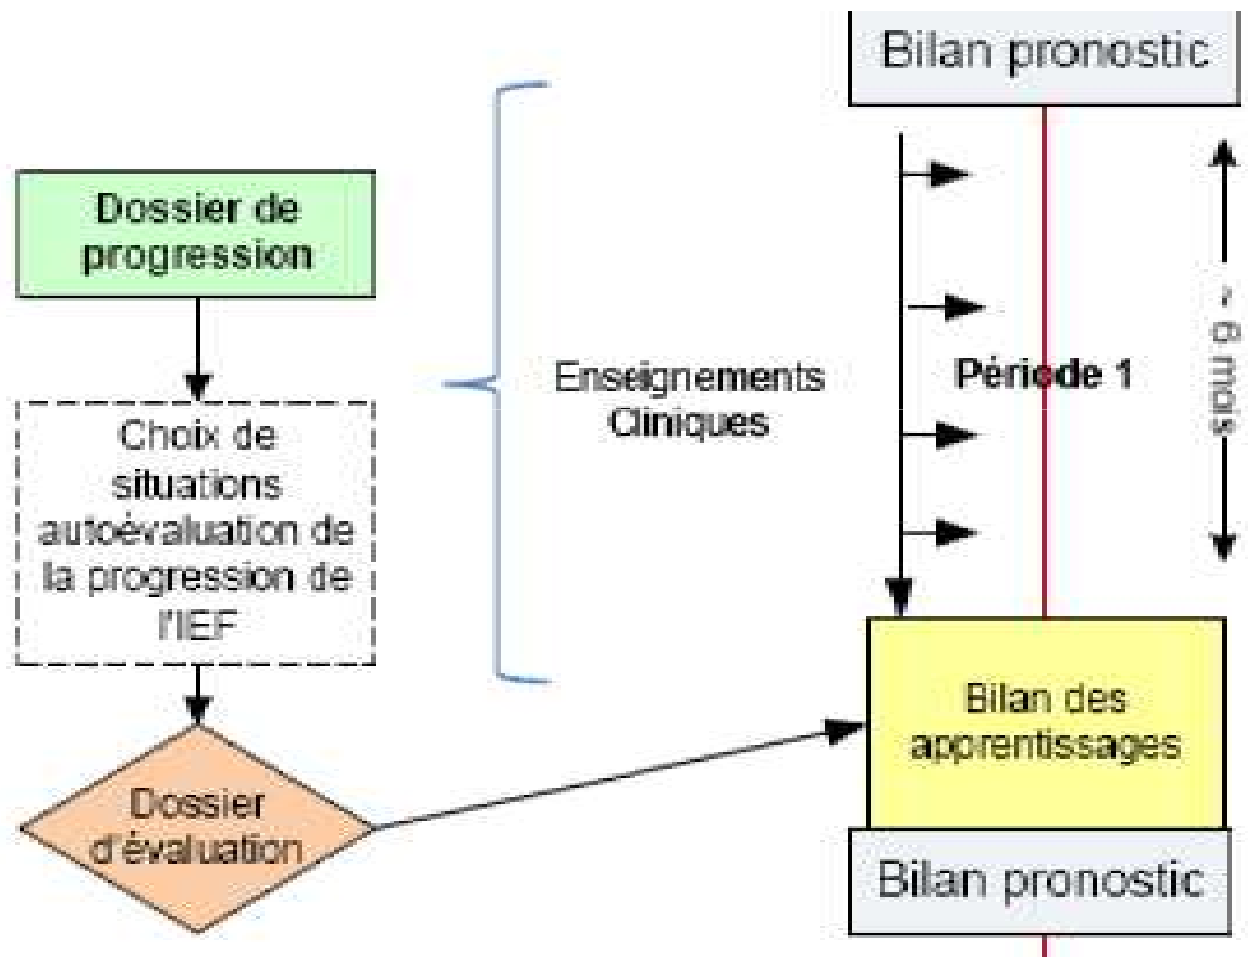 Bilan pronostic
Dossier de
progression
Choix de
situations
autoévaluation de
la progression de
l'IEF
Dossier
d'évaluation
Enseignements
Cliniques
Période 1
~ 6 mois
Bilan des
apprentissages
Bilan pronostic